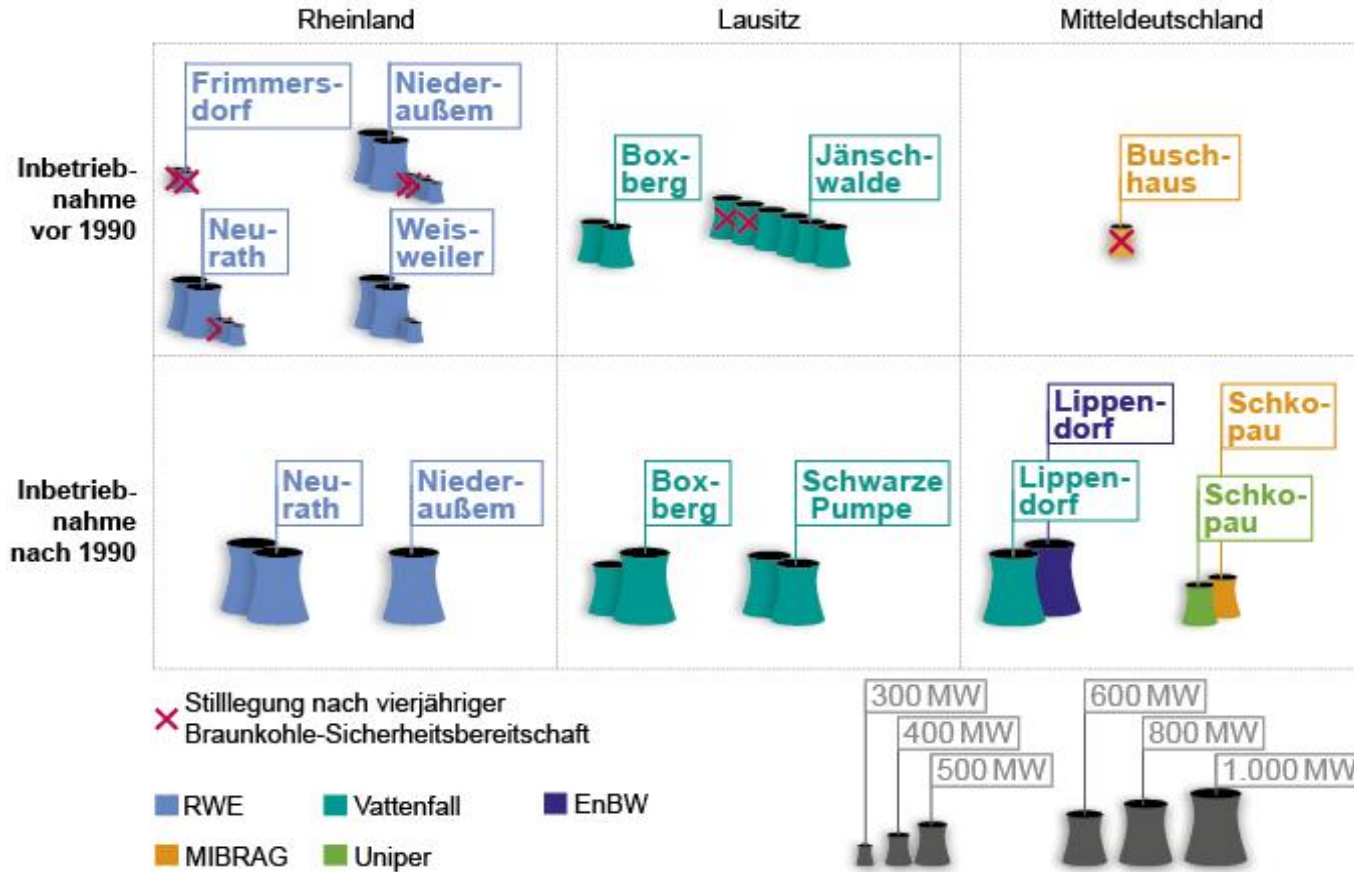 Rheinland
Lausitz
Mitteldeutschland
Inbetrieb-
nahme
vor 1990
Frimmers-
dorf
Nieder-
außem
Neu-
rath
Weis-
weiler
Box-
berg
Jänsch-
walde
Busch-
haus
Inbetrieb-
nahme
nach 1990
Neu-
rath
Nieder-
außem
Box-
berg
Schwarze
Pumpe
Lippen-
dorf
Lippen-
dorf
Schko-
pau
Schko-
pau
Stilllegung nach vierjähriger
Braunkohle-Sicherheitsbereitschaft
RWE
Vattenfall
EnBW
MIBRAG
Uniper
300 MW
400 MW
500 MW
600 MW
800 MW
1.000 MW